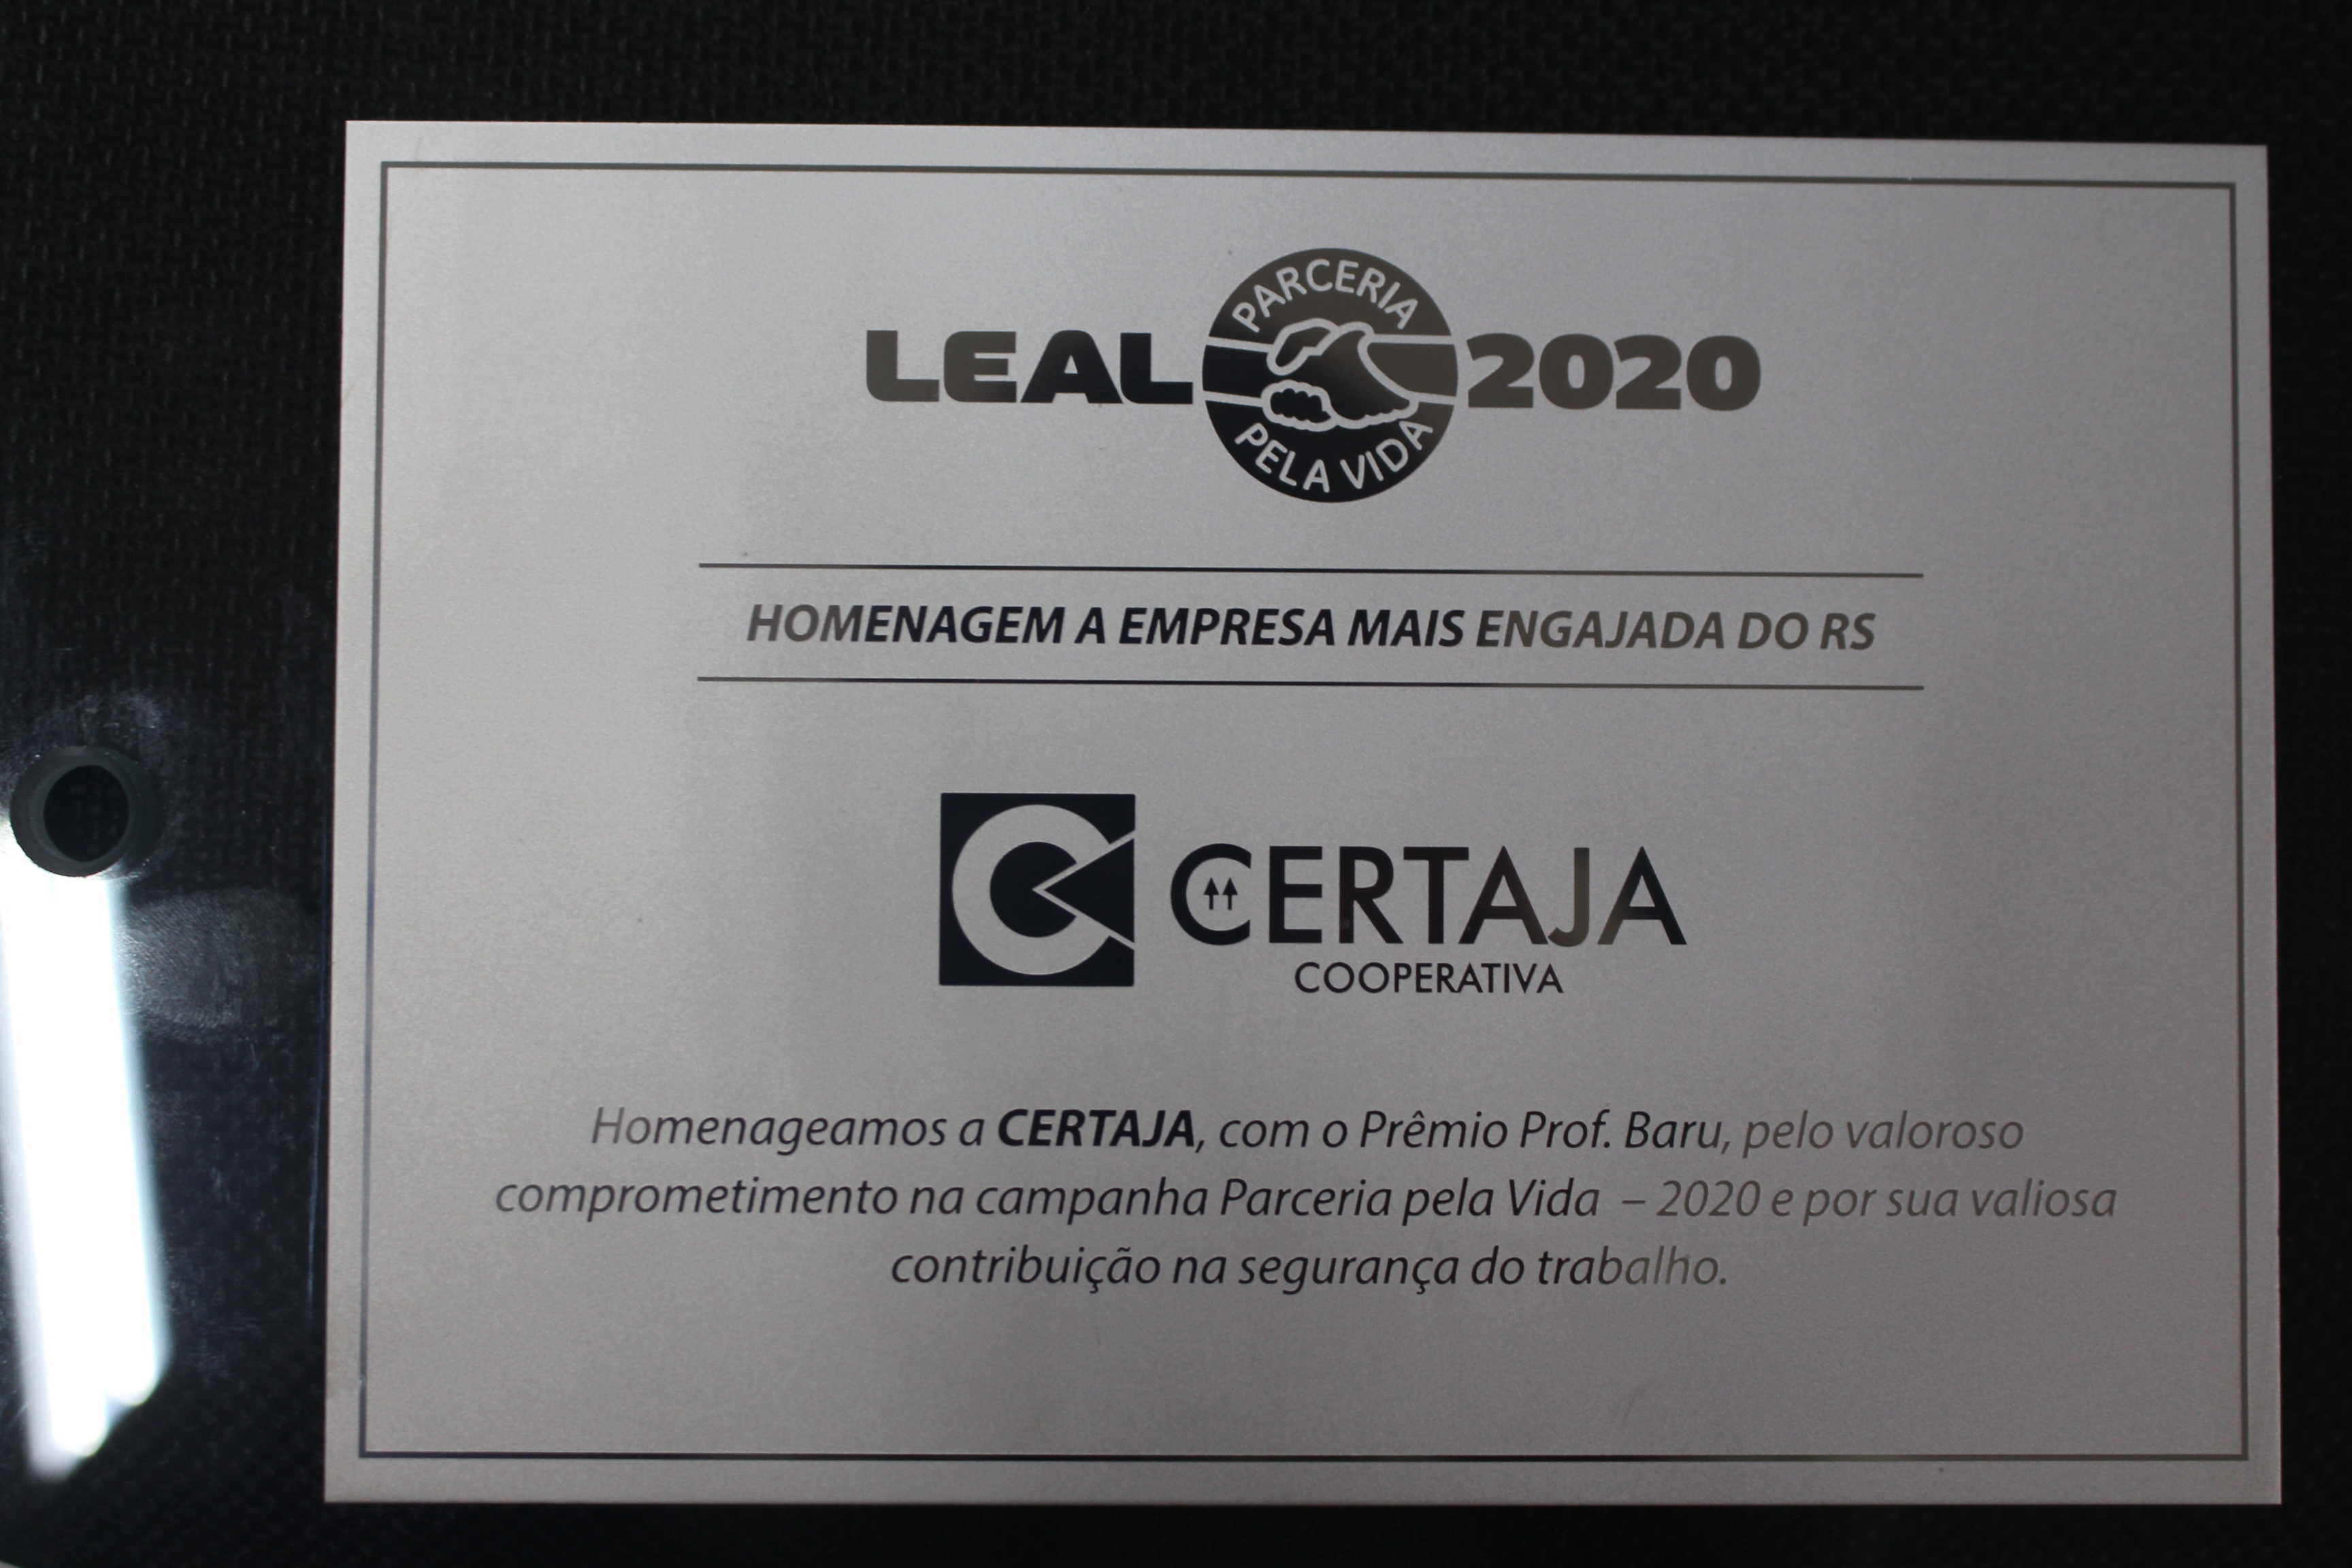 LEAL PARCERIA PELA VIDA 2020
HOMENAGEM A EMPRESA MAIS ENGAJADA DO RS
CERTAJA
COOPERATIVA
Homenageamos a CERTAJA, com o Prêmio Prof. Baru, pelo valoroso
comprometimento na campanha Parceria pela Vida – 2020 e por sua valiosa
contribuição na segurança do trabalho.